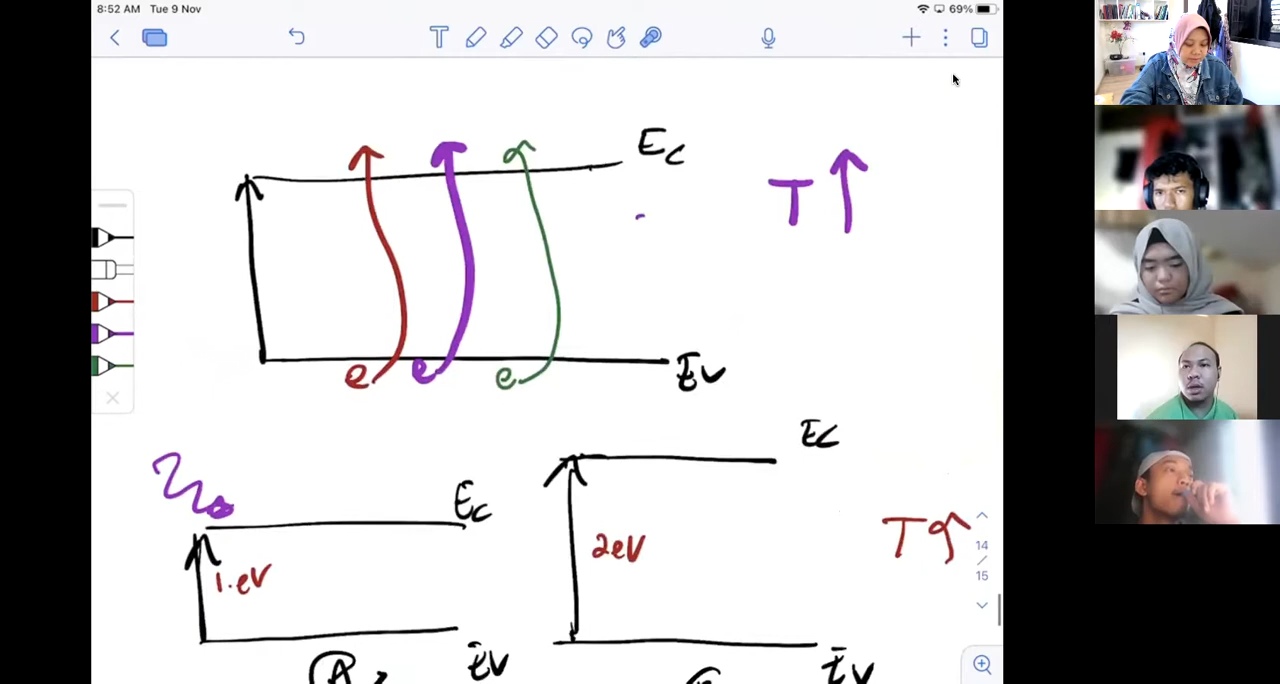 8:52 AM Tue 9 Nov
69%
T
Ec
T
e e e
Ev
Ec
Ec
2eV
T
14
/
15
1.eV
Ev
Ev
A